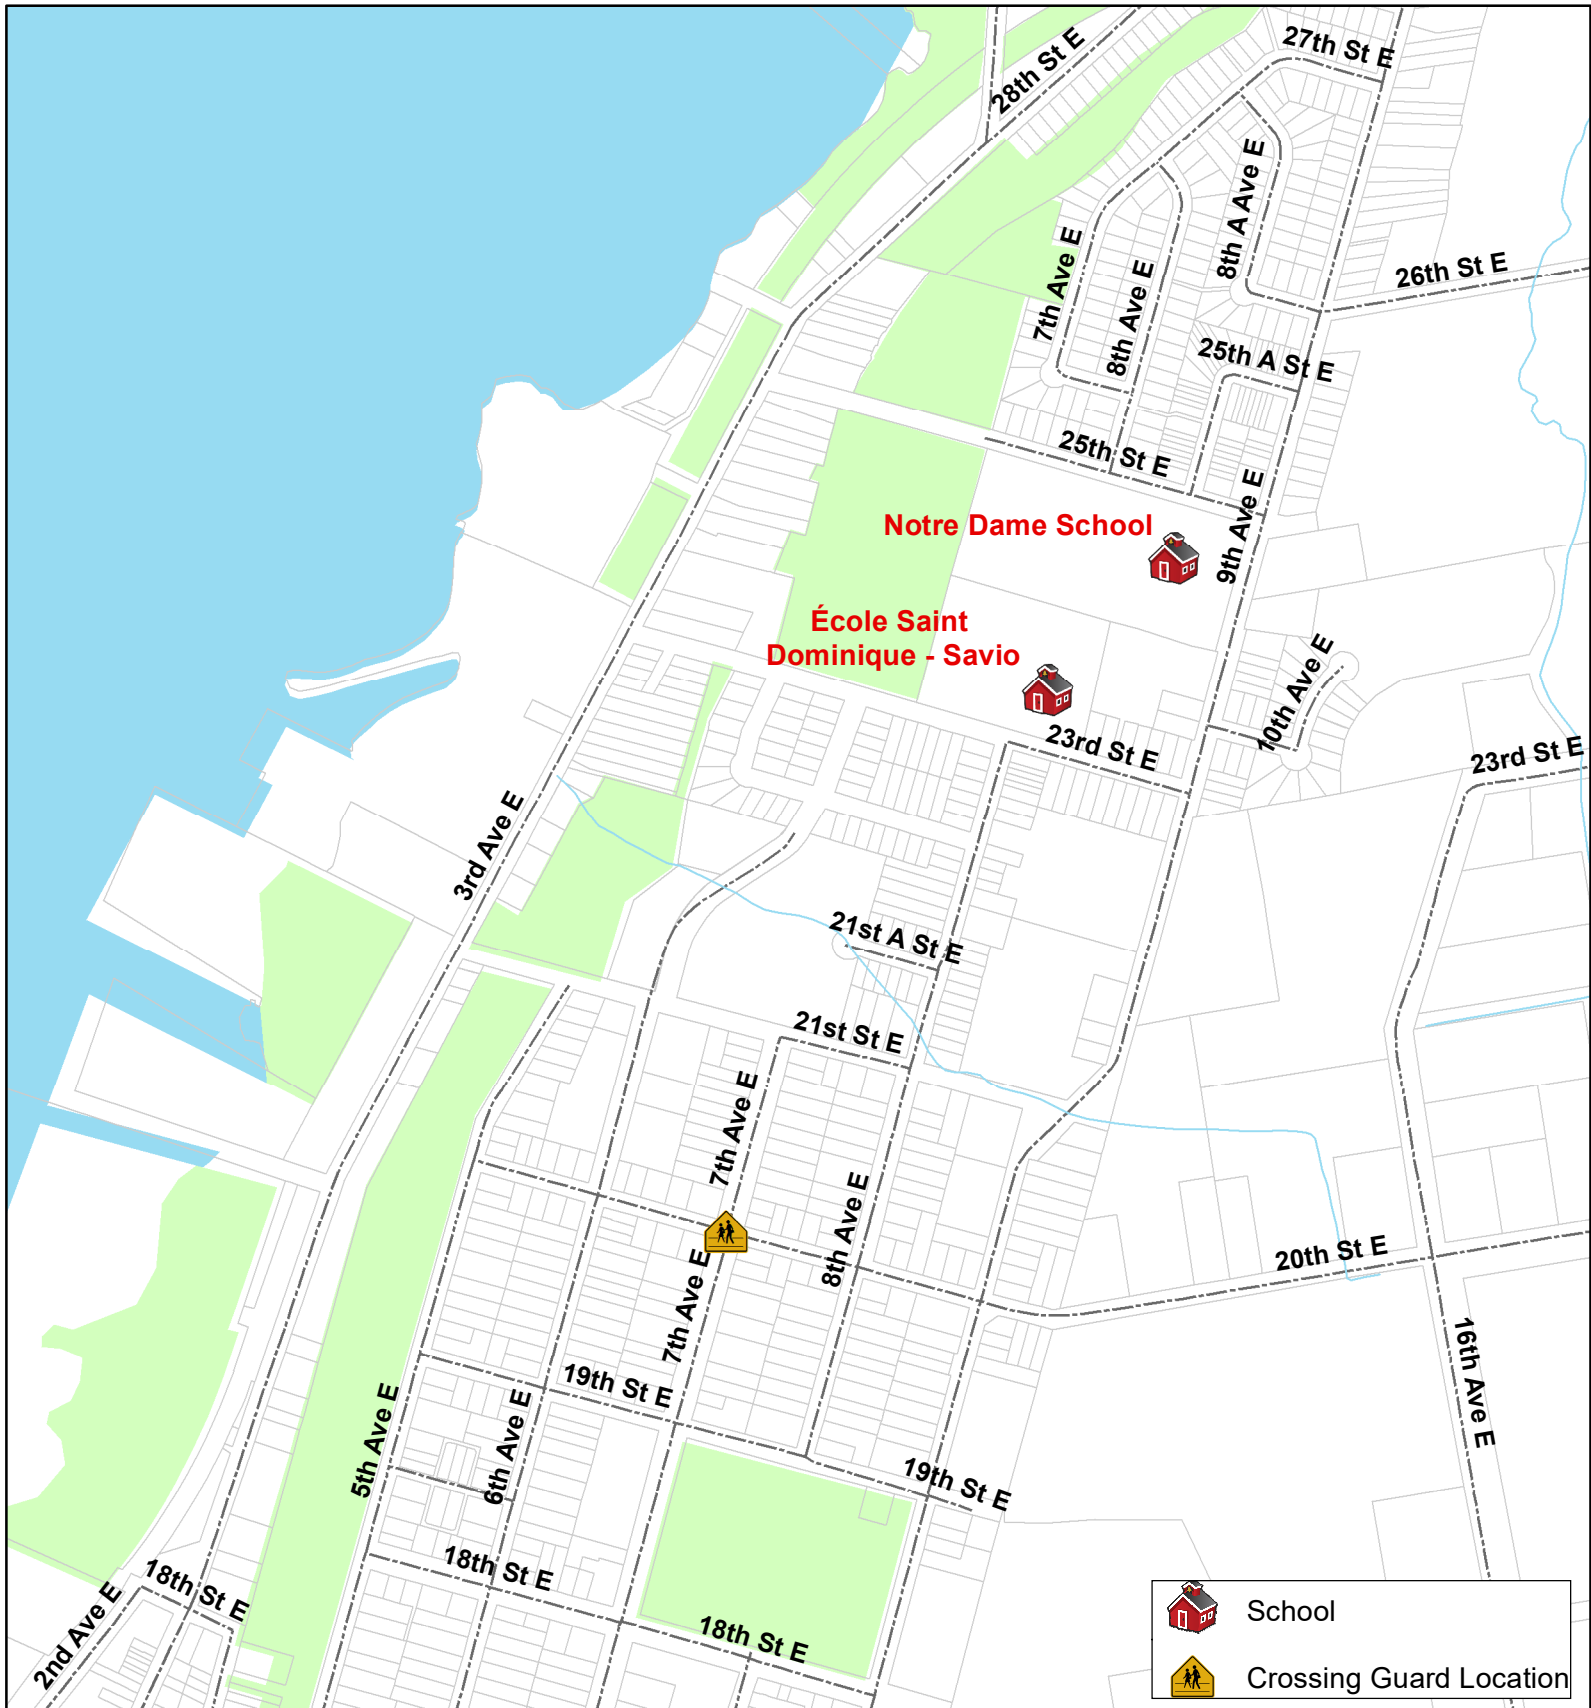 27th St E
28th St E
8th A Ave E
7th Ave E
8th Ave E
26th St E
25th A St E
25th St E
Notre Dame School
9th Ave E
École Saint
Dominique - Savio
10th Ave E
23rd St E
23rd St E
3rd Ave E
21st A St E
21st St E
7th Ave E
8th Ave E
7th Ave E
20th St E
16th Ave E
19th St E
5th Ave E
6th Ave E
19th St E
18th St E
18th St E
2nd Ave E
18th St E
School
Crossing Guard Location